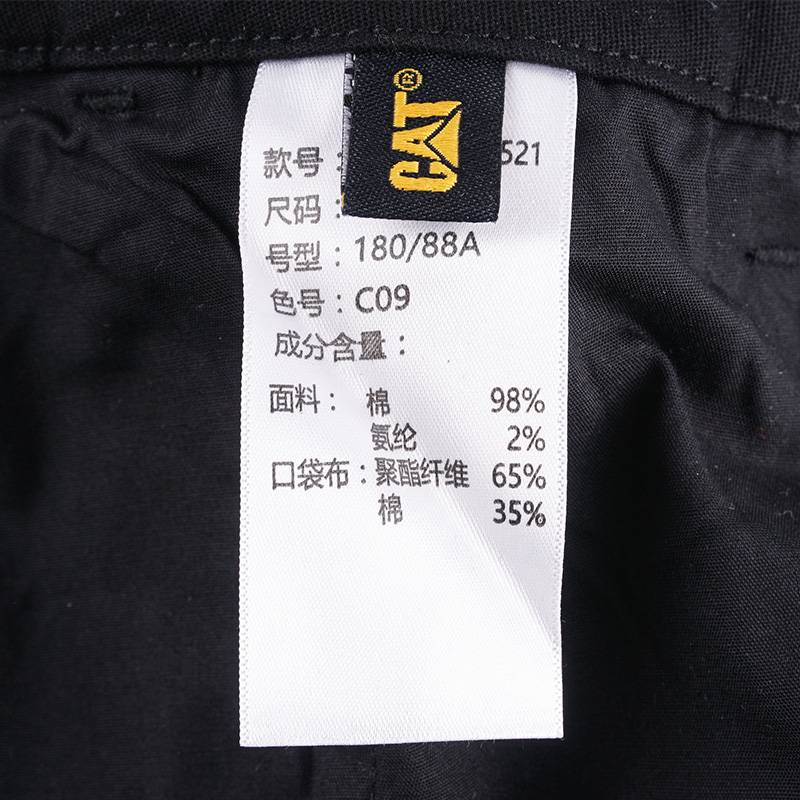 CAT®
款号：521
尺码：
号型：180/88A
色号：C09
成分含量：
面料：棉 98%
氨纶 2%
口袋布：聚酯纤维 65%
棉 35%